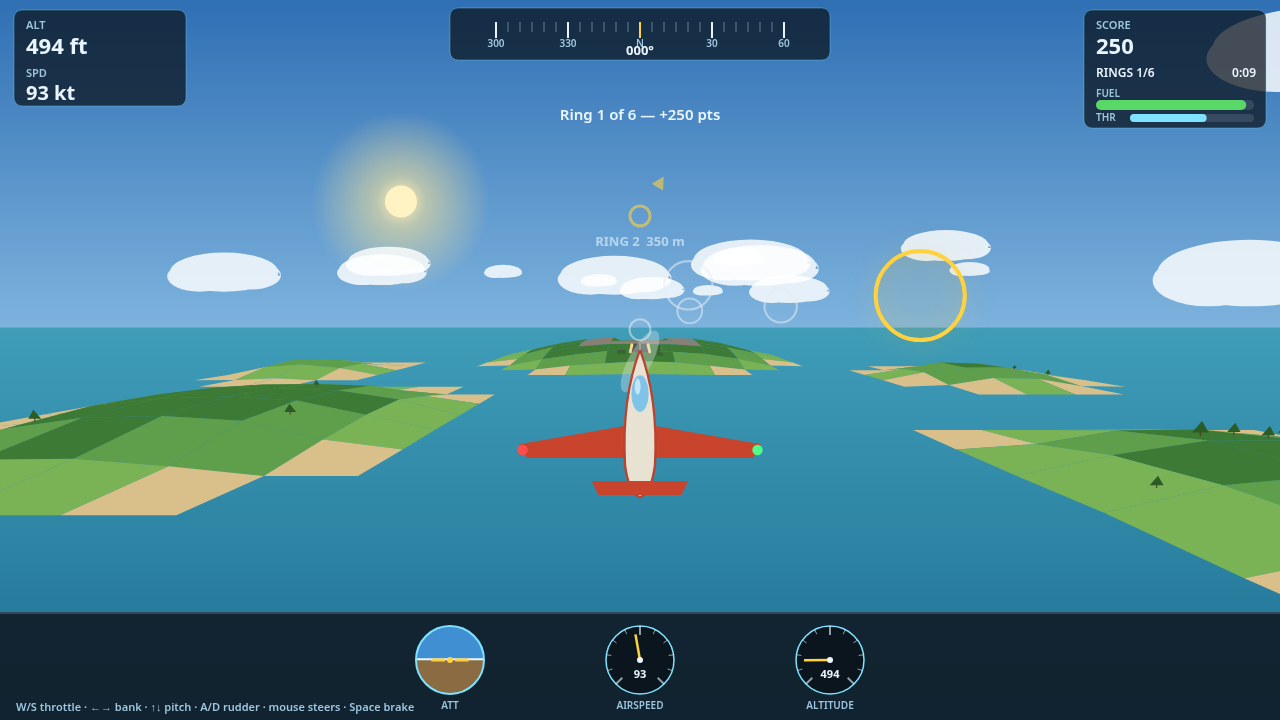 ALT
494 ft
SPD
93 kt
300 330 N 30 60
000°
SCORE
250
RINGS 1/6 0:09
FUEL
THR
Ring 1 of 6 — +250 pts
RING 2 350 m
93
494
W/S throttle · ←→ bank · ↑↓ pitch · A/D rudder · mouse steers · Space brake
ATT
AIRSPEED
ALTITUDE